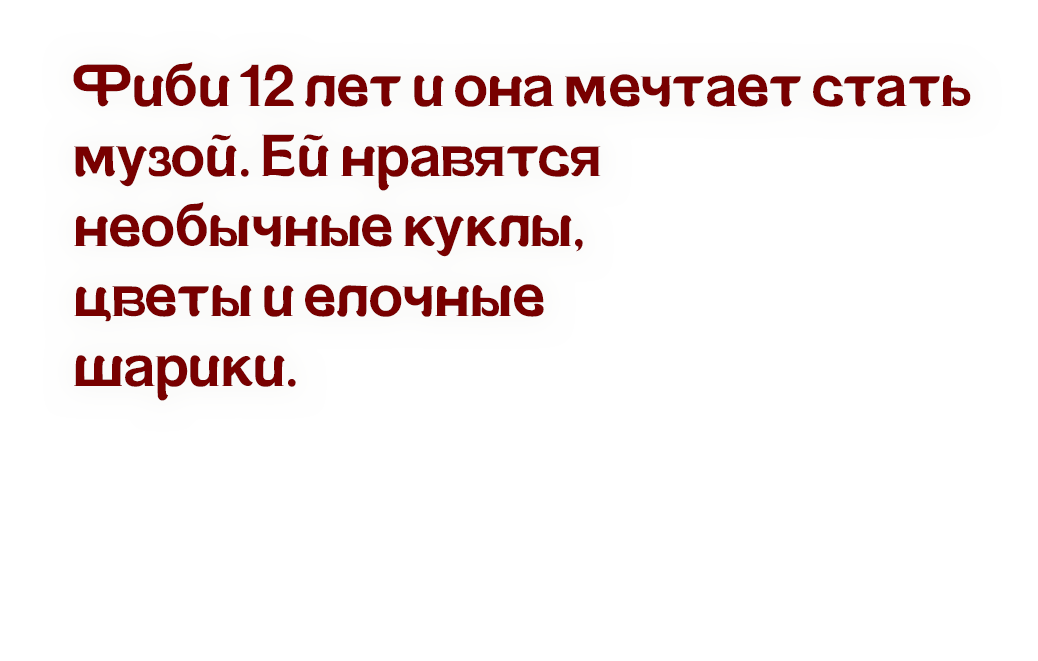 Фиби 12 лет и она мечтает стать
музой. Ей нравятся
необычные куклы,
цветы и елочные
шарики.